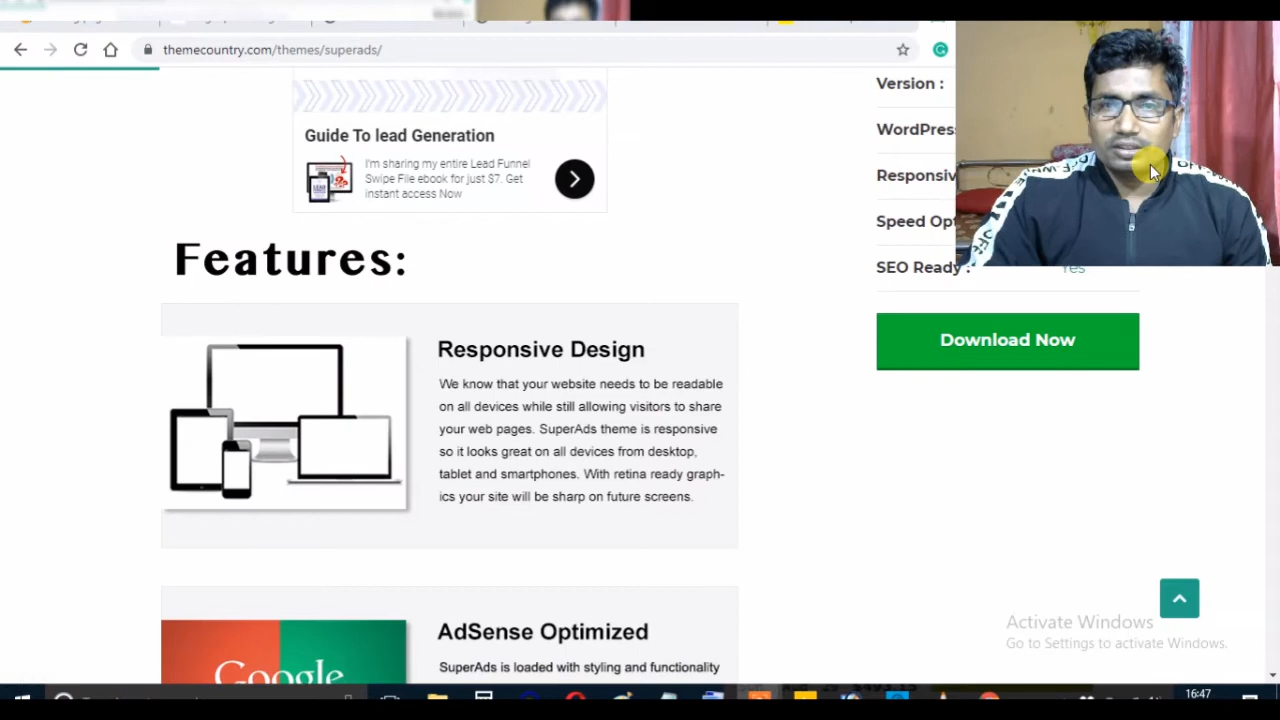 themecountry.com/themes/superads/
Guide To lead Generation
I'm sharing my entire Lead Funnel
Swipe File ebook for just $7. Get
instant access Now
Features:
Responsive Design
We know that your website needs to be readable
on all devices while still allowing visitors to share
your web pages. SuperAds theme is responsive
so it looks great on all devices from desktop,
tablet and smartphones. With retina ready graph-
ics your site will be sharp on future screens.
AdSense Optimized
SuperAds is loaded with styling and functionality
Google
Version :
WordPress
Responsiv
Speed Opt
SEO Ready :
Yes
Download Now
Activate Windows
Go to Settings to activate Windows.
16:47